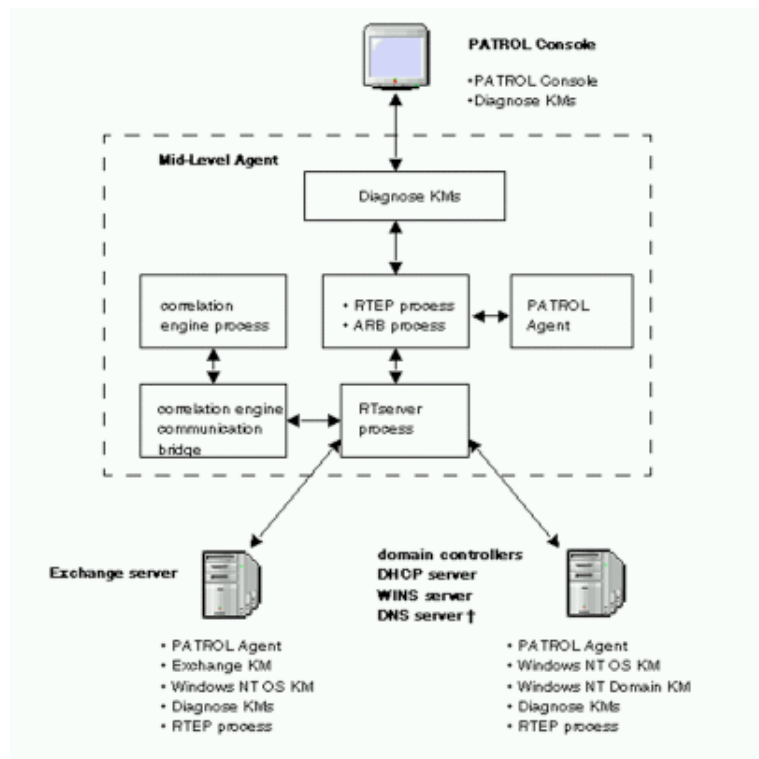 PATROL Console
•PATROL Console
•Diagnose KMs
Mid-Level Agent
Diagnose KMs
correlation
engine process
• RTEP process
• ARB process
PATROL
Agent
correlation engine
communication
bridge
RTserver
process
Exchange server
• PATROL Agent
• Exchange KM
• Windows NT OS KM
• Diagnose KMs
• RTEP process
domain controllers
DHCP server
WINS server
DNS server †
• PATROL Agent
• Windows NT OS KM
• Windows NT Domain KM
• Diagnose KMs
• RTEP process